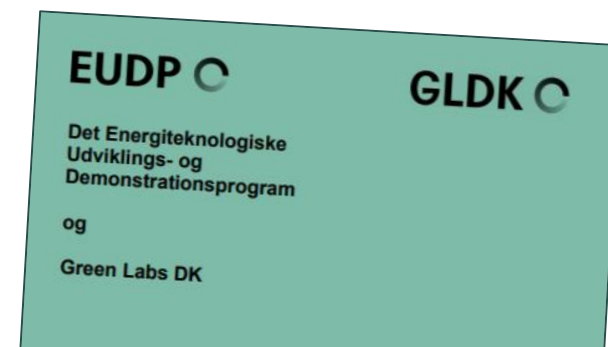 EUDP
GLDK
Det Energiteknologiske
Udviklings- og
Demonstrationsprogram
og
Green Labs DK